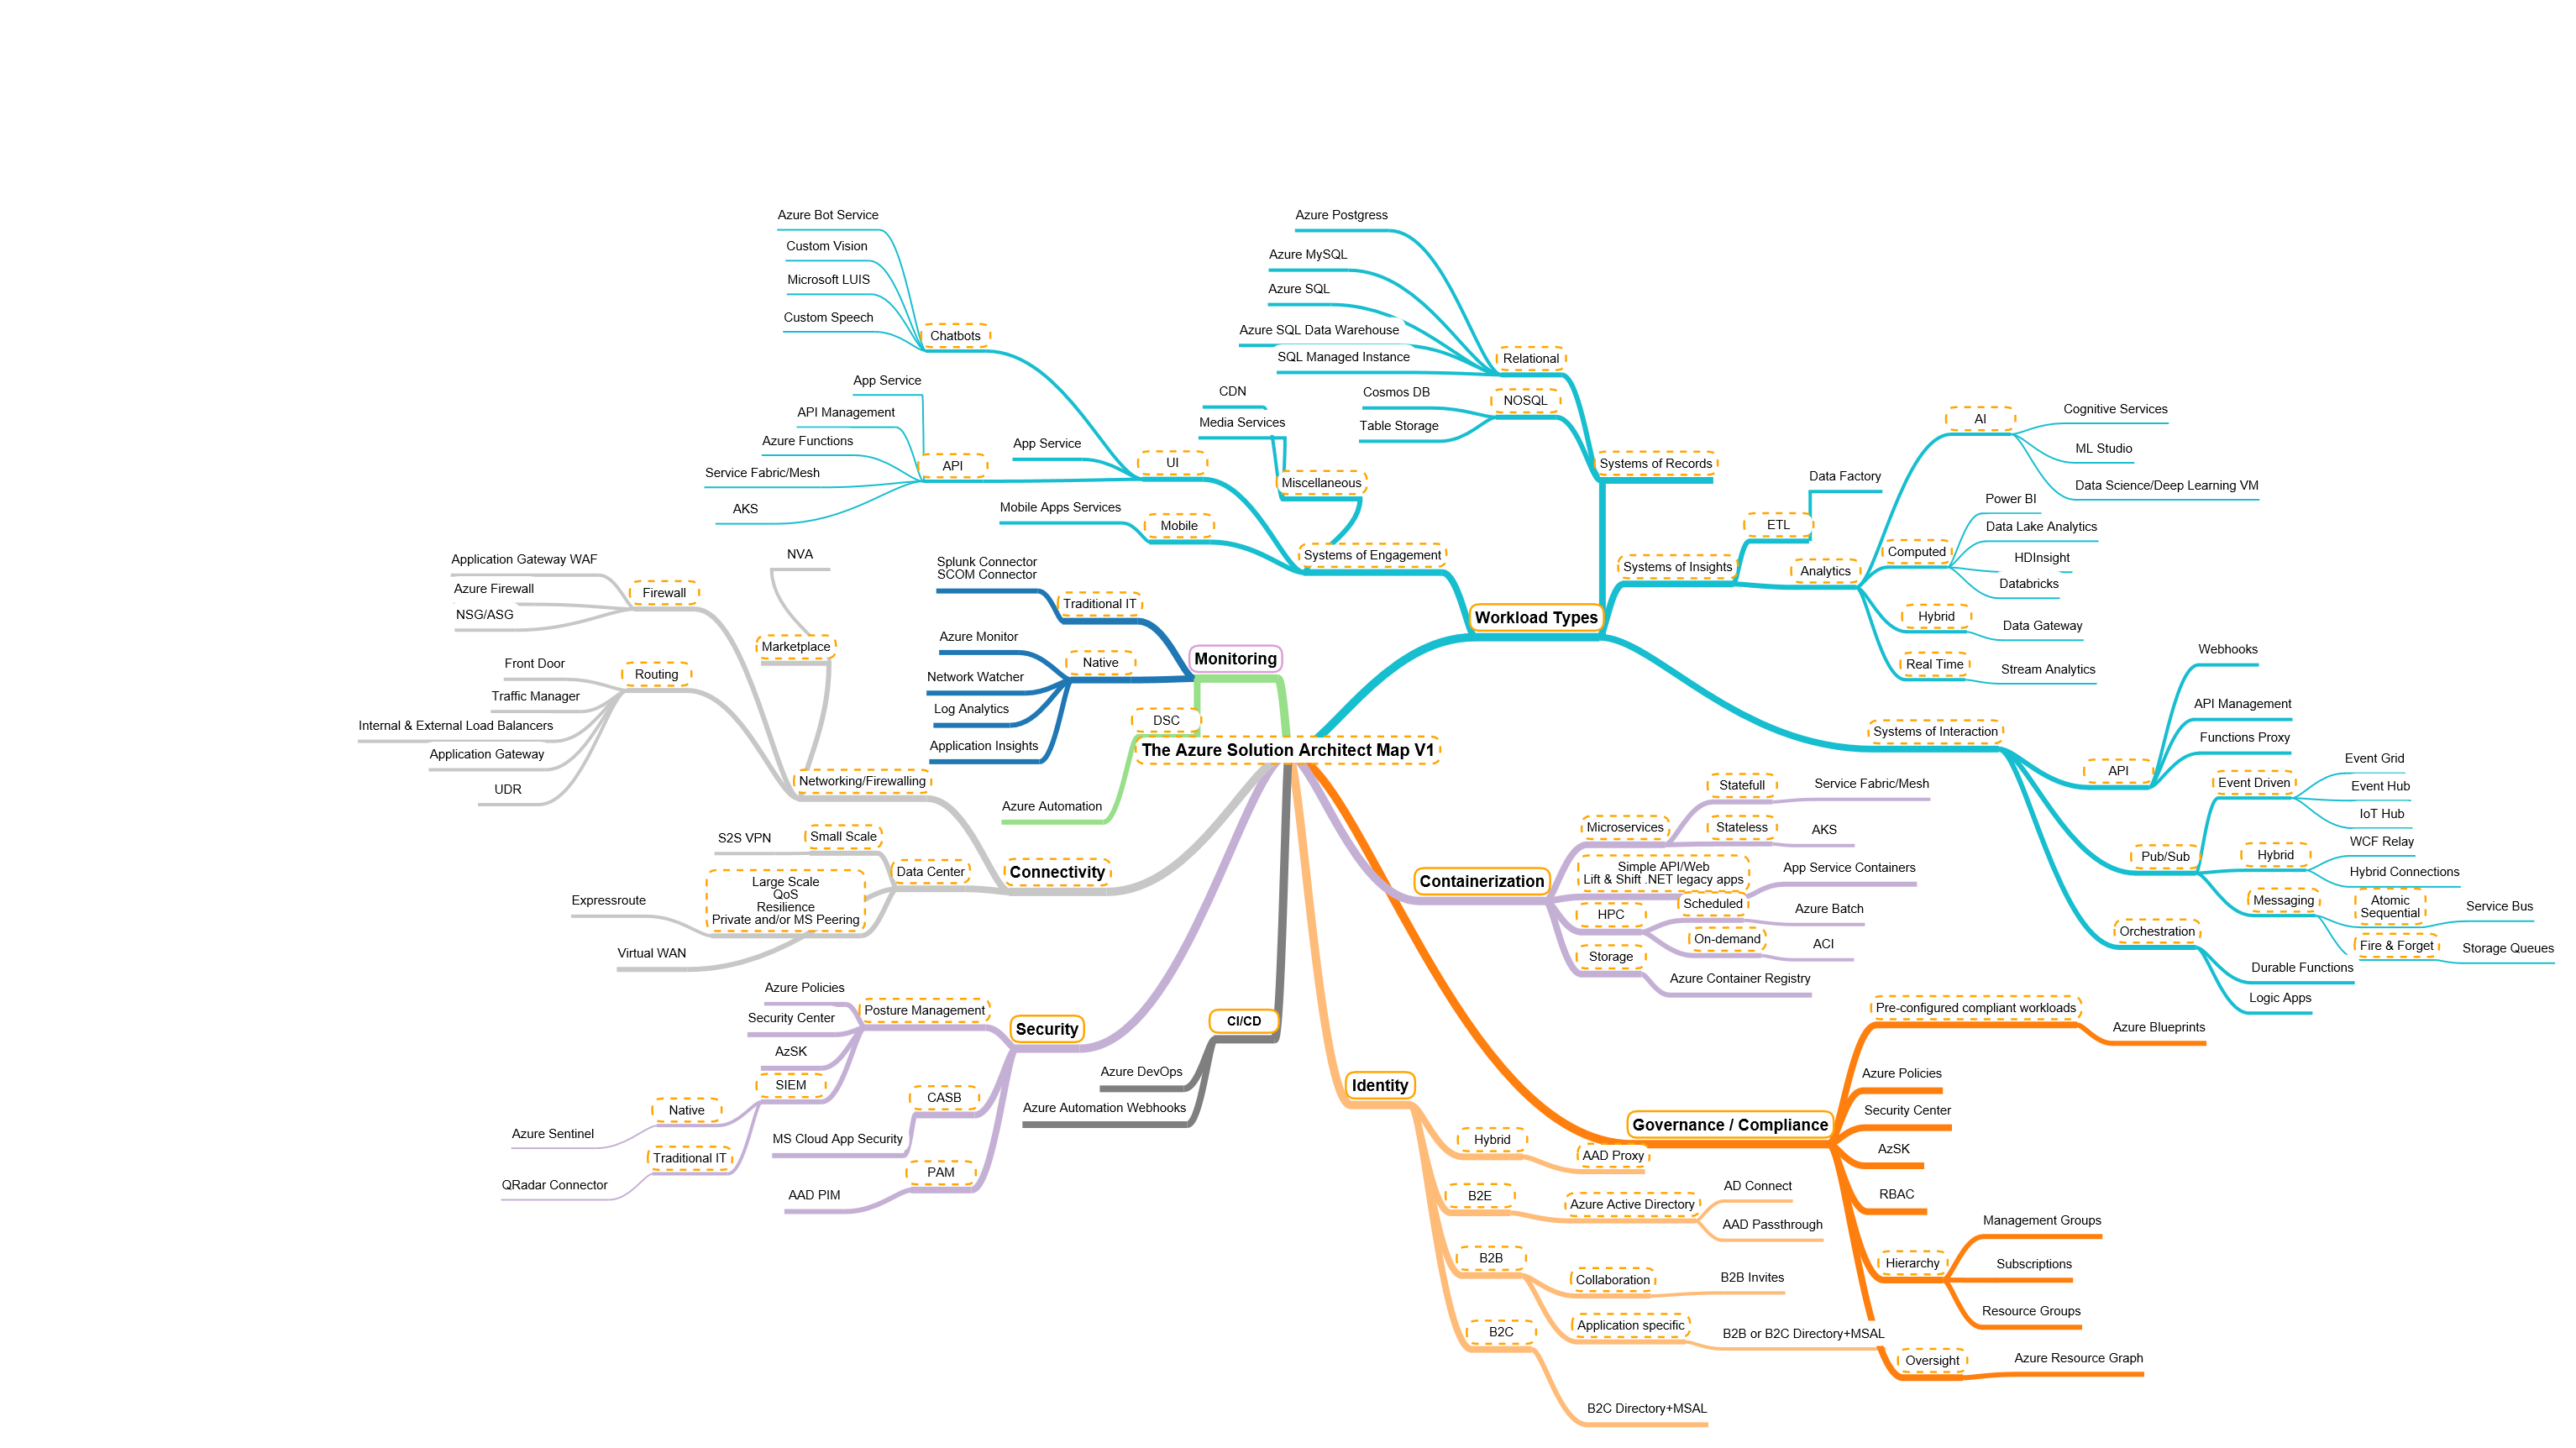 Azure Bot Service
Custom Vision
Microsoft LUIS
Custom Speech
Chatbots
App Service
API Management
Azure Functions
Service Fabric/Mesh
AKS
API
App Service
UI
Mobile Apps Services
Mobile
CDN
Media Services
Miscellaneous
Systems of Engagement
Azure Postgress
Azure MySQL
Azure SQL
Azure SQL Data Warehouse
SQL Managed Instance
Relational
Cosmos DB
Table Storage
NOSQL
Systems of Records
Data Factory
ETL
Systems of Insights
Analytics
AI
Cognitive Services
ML Studio
Data Science/Deep Learning VM
Computed
Power BI
Data Lake Analytics
HDInsight
Databricks
Hybrid
Data Gateway
Real Time
Stream Analytics
Workload Types
Systems of Interaction
API
Webhooks
API Management
Functions Proxy
Pub/Sub
Event Driven
Event Grid
Event Hub
IoT Hub
Hybrid
WCF Relay
Hybrid Connections
Messaging
Atomic
Sequential
Service Bus
Fire & Forget
Storage Queues
Orchestration
Durable Functions
Logic Apps
Splunk Connector
SCOM Connector
Traditional IT
Azure Monitor
Network Watcher
Log Analytics
Application Insights
Native
Monitoring
DSC
Azure Automation
The Azure Solution Architect Map V1
Application Gateway WAF
Azure Firewall
NSG/ASG
Firewall
NVA
Marketplace
Front Door
Traffic Manager
Internal & External Load Balancers
Application Gateway
UDR
Routing
Networking/Firewalling
S2S VPN
Small Scale
Expressroute
Large Scale
QoS
Resilience
Private and/or MS Peering
Virtual WAN
Data Center
Connectivity
Containerization
Microservices
Statefull
Service Fabric/Mesh
Stateless
AKS
Simple API/Web
Lift & Shift .NET legacy apps
App Service Containers
HPC
Scheduled
Azure Batch
On-demand
ACI
Storage
Azure Container Registry
Azure Policies
Security Center
AzSK
SIEM
Native
Azure Sentinel
Traditional IT
QRadar Connector
Posture Management
Security
CASB
MS Cloud App Security
PAM
AAD PIM
CI/CD
Azure DevOps
Azure Automation Webhooks
Identity
Hybrid
AAD Proxy
B2E
Azure Active Directory
AD Connect
AAD Passthrough
B2B
Collaboration
B2B Invites
Application specific
B2B or B2C Directory+MSAL
B2C
B2C Directory+MSAL
Governance / Compliance
Pre-configured compliant workloads
Azure Blueprints
Azure Policies
Security Center
AzSK
RBAC
Hierarchy
Management Groups
Subscriptions
Resource Groups
Oversight
Azure Resource Graph